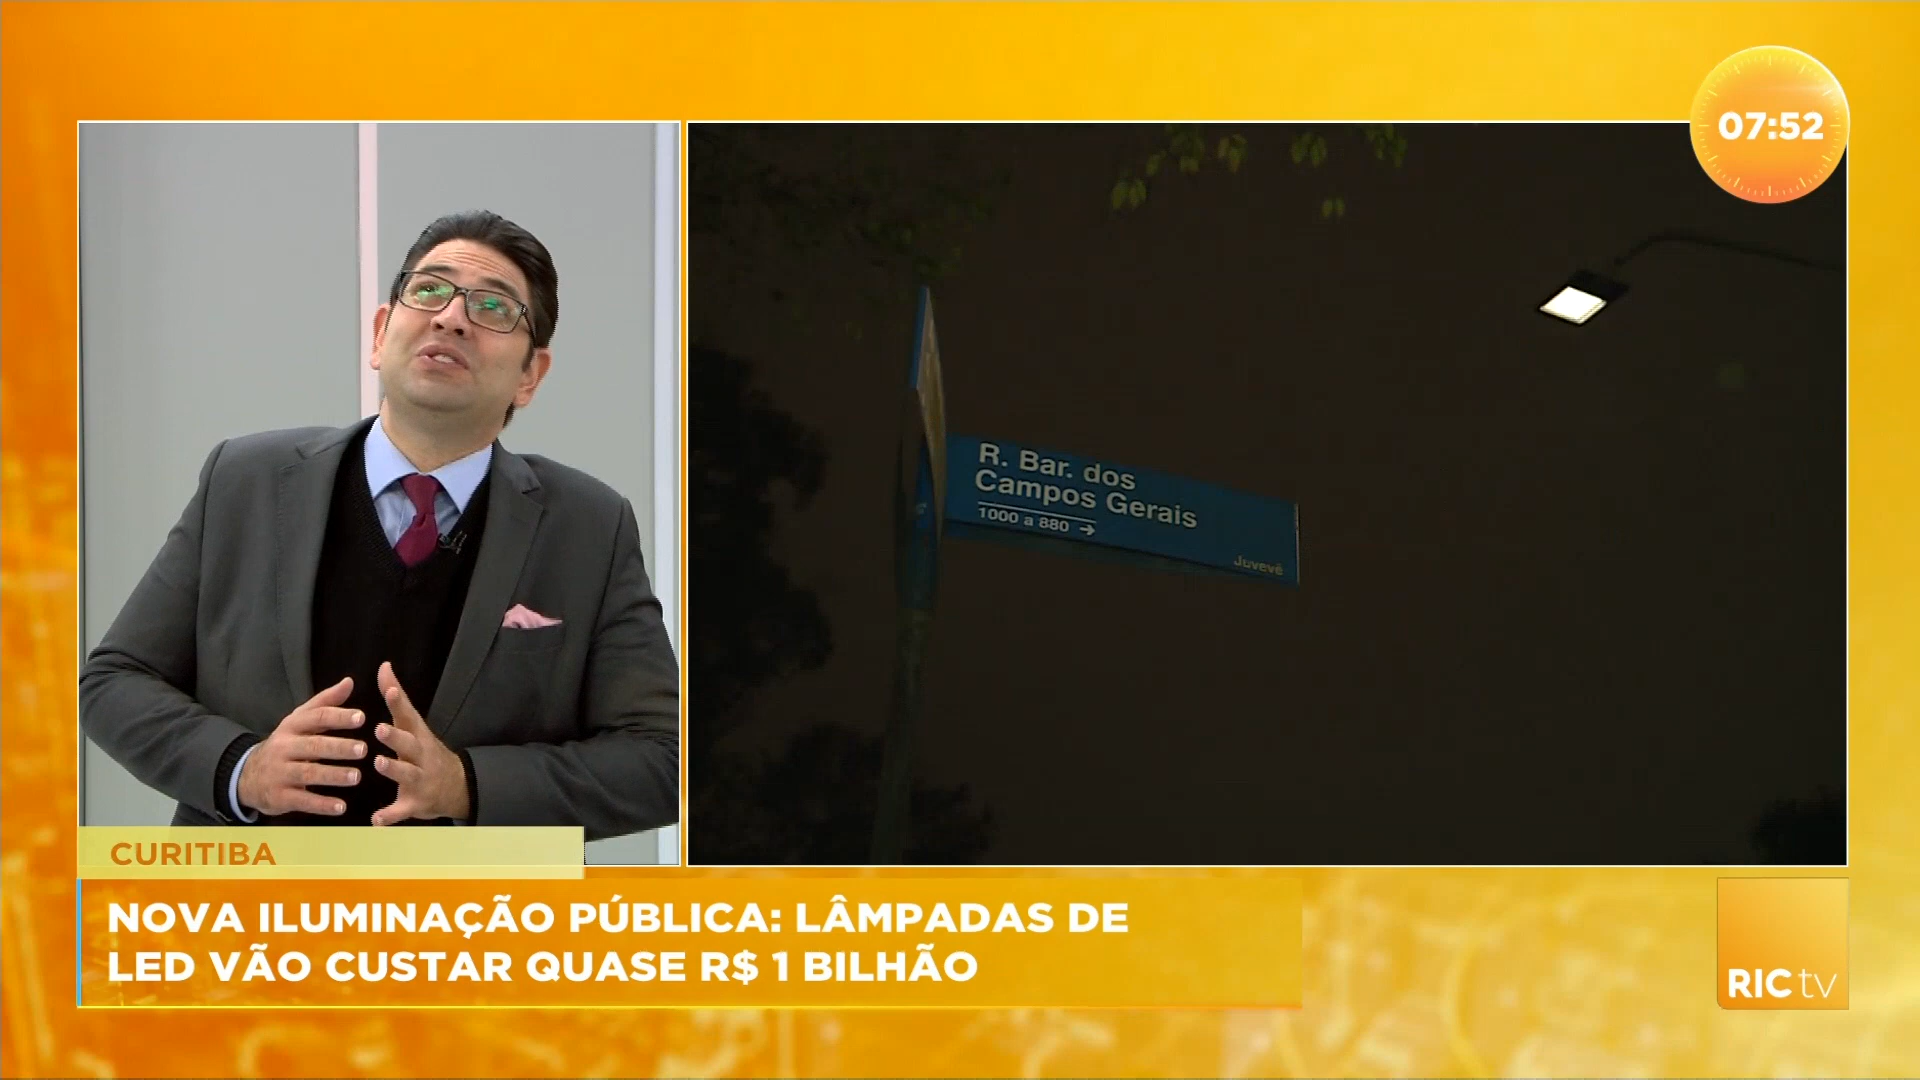 07:52
R. Bar. dos
Campos Gerais
1000 a 880 →
Juvevê
CURITIBA
NOVA ILUMINAÇÃO PÚBLICA: LÂMPADAS DE
LED VÃO CUSTAR QUASE R$ 1 BILHÃO
RIC tv